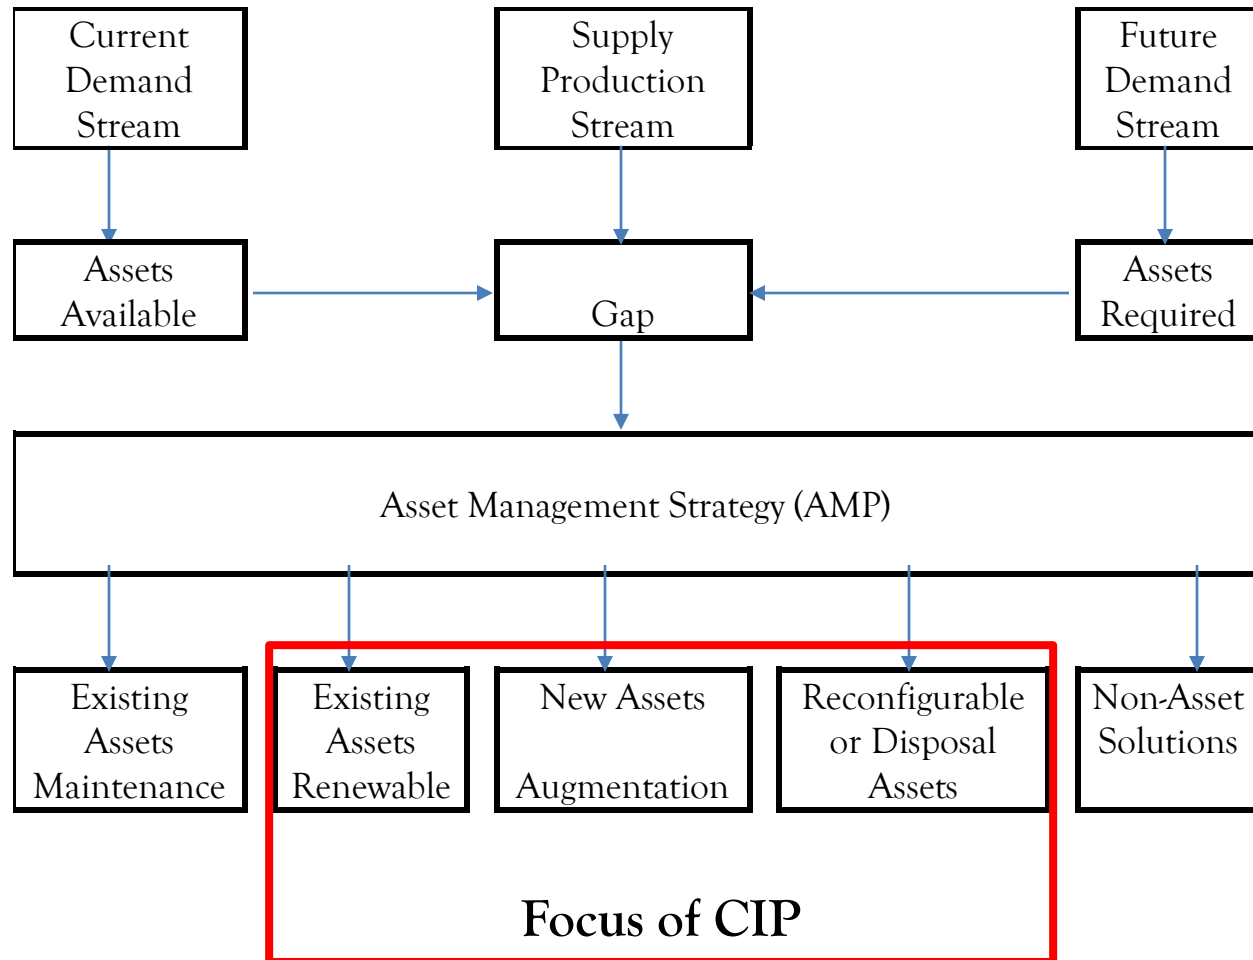 Current
Demand
Stream
Supply
Production
Stream
Future
Demand
Stream
Assets
Available
Gap
Assets
Required
Asset Management Strategy (AMP)
Existing
Assets
Maintenance
Existing
Assets
Renewable
New Assets
Augmentation
Reconfigurable
or Disposal
Assets
Non-Asset
Solutions
Focus of CIP